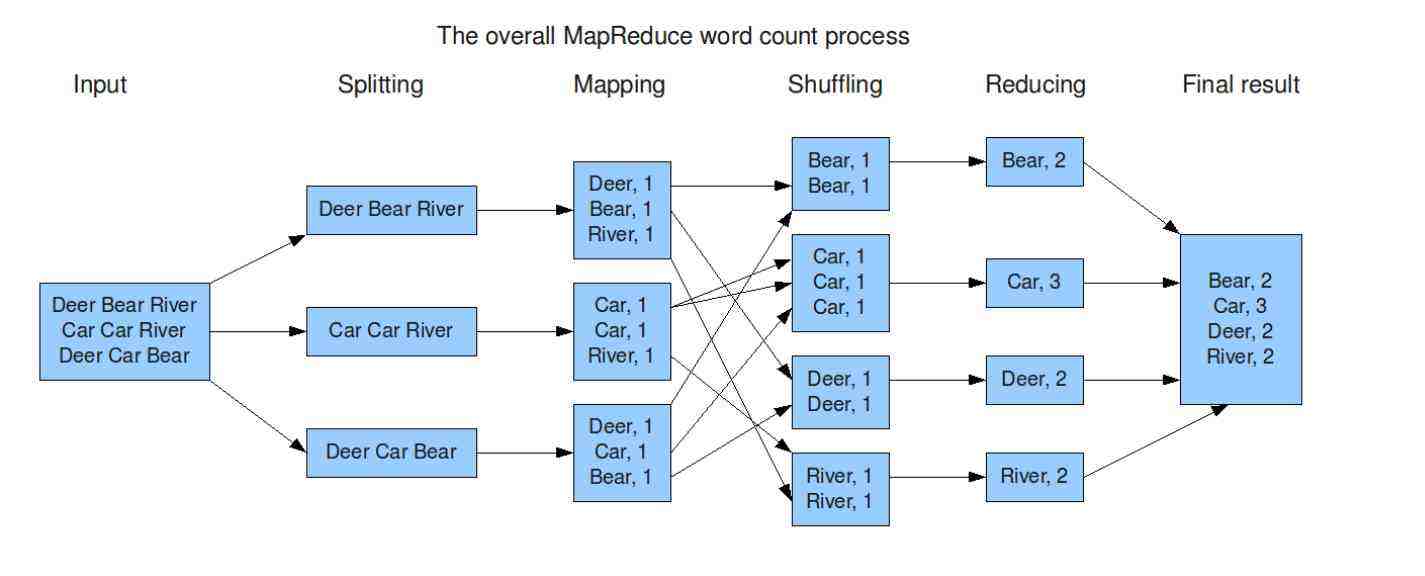 The overall MapReduce word count process
Input
Splitting
Mapping
Shuffling
Reducing
Final result
Deer Bear River
Car Car River
Deer Car Bear
Deer Bear River
Car Car River
Deer Car Bear
Deer, 1
Bear, 1
River, 1
Car, 1
Car, 1
River, 1
Deer, 1
Car, 1
Bear, 1
Bear, 1
Bear, 1
Car, 1
Car, 1
Car, 1
Deer, 1
Deer, 1
River, 1
River, 1
Bear, 2
Car, 3
Deer, 2
River, 2
Bear, 2
Car, 3
Deer, 2
River, 2